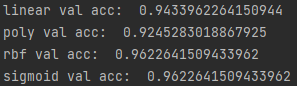 linear val acc:  0.9433962264150944
poly val acc:  0.9245283018867925
rbf val acc:  0.9622641509433962
sigmoid val acc:  0.9622641509433962